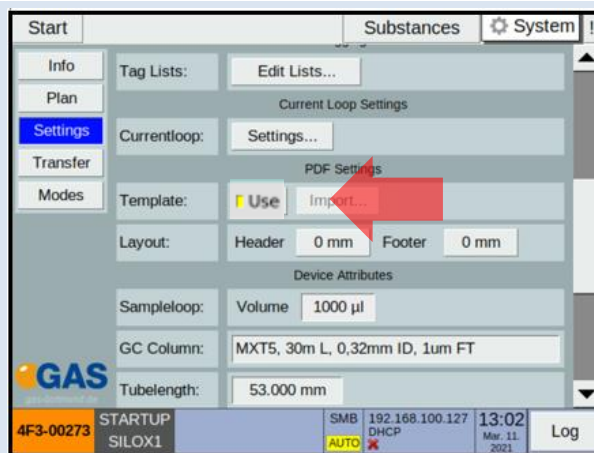 Start Substances System !
Info
Plan
Settings
Transfer
Modes
Tag Lists: Edit Lists...
Current Loop Settings
Currentloop: Settings...
PDF Settings
Template: Use Import...
Layout: Header 0 mm Footer 0 mm
Device Attributes
Sampleloop: Volume 1000 µl
GC Column: MXT5, 30m L, 0,32mm ID, 1um FT
Tubelength: 53.000 mm
GAS
gas-dortmund.de
4F3-00273 STARTUP SILOX1 SMB AUTO 192.168.100.127 DHCP 13:02 Mar. 11. 2021 Log